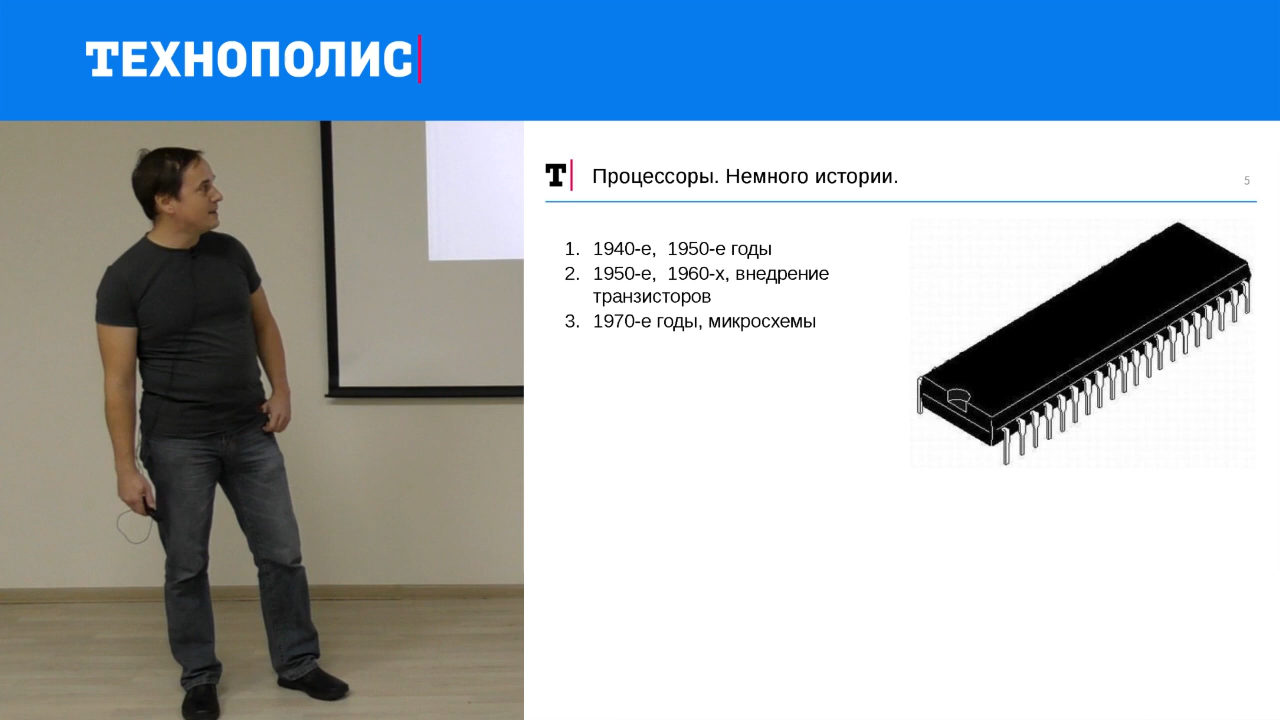 ТЕХНОПОЛИС
Т Процессоры. Немного истории. 5
1. 1940-е, 1950-е годы
2. 1950-е, 1960-х, внедрение
транзисторов
3. 1970-е годы, микросхемы